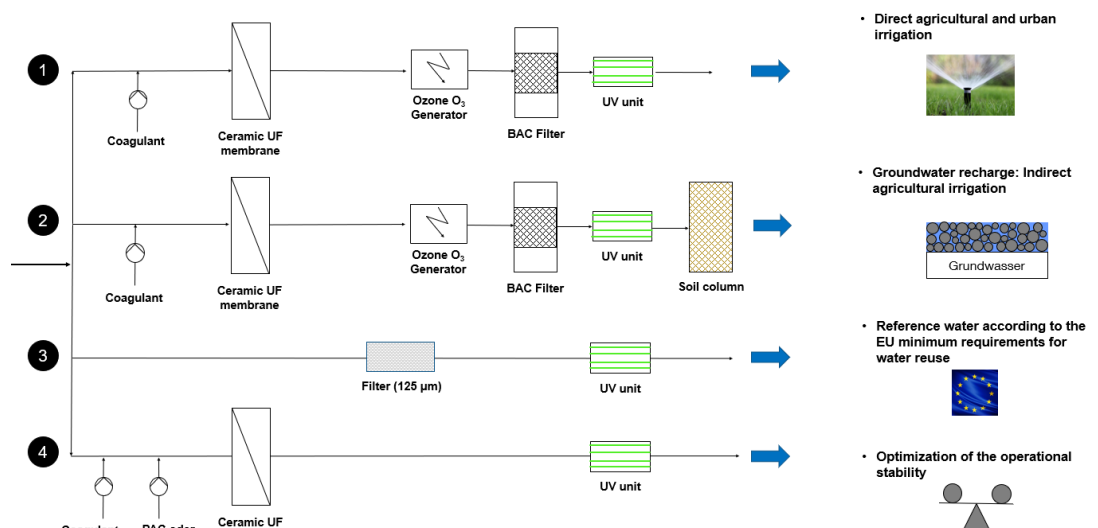 1
Coagulant
Ceramic UF
membrane
Ozone O₃
Generator
BAC Filter
UV unit
• Direct agricultural and urban
irrigation
2
Coagulant
Ceramic UF
membrane
Ozone O₃
Generator
BAC Filter
UV unit
Soil column
• Groundwater recharge: Indirect
agricultural irrigation
Grundwasser
3
Filter (125 µm)
UV unit
• Reference water according to the
EU minimum requirements for
water reuse
4
Coagulant
PAC oder
Ceramic UF
UV unit
• Optimization of the operational
stability